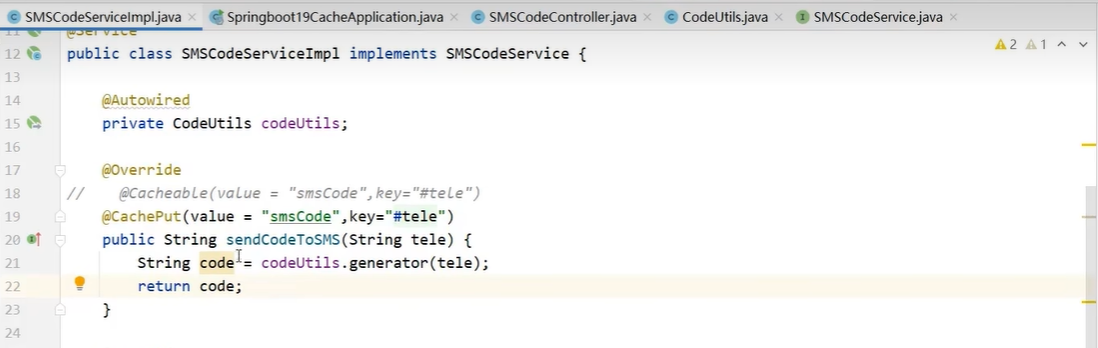 SMSCodeServiceImpl.java × Springboot19CacheApplication.java × SMSCodeController.java × CodeUtils.java × SMSCodeService.java ×
11 @Service
12 public class SMSCodeServiceImpl implements SMSCodeService {
2 1
13
14 @Autowired
15 private CodeUtils codeUtils;
16
17 @Override
18 // @Cacheable(value = "smsCode",key="#tele")
19 @CachePut(value = "smsCode",key="#tele")
20 public String sendCodeToSMS(String tele) {
21 String code = codeUtils.generator(tele);
22 return code;
23 }
24